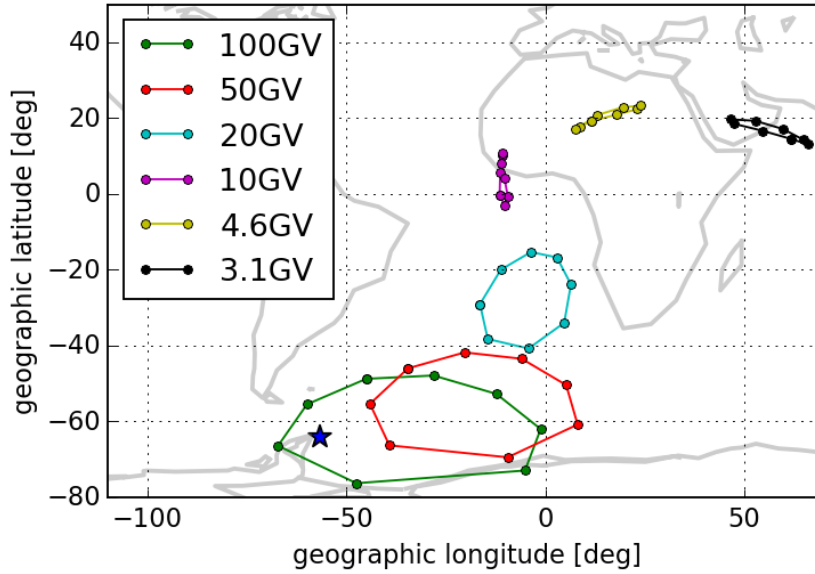 100GV
50GV
20GV
10GV
4.6GV
3.1GV
40
20
0
−20
−40
−60
−80
−100
−50
0
50
geographic latitude [deg]
geographic longitude [deg]